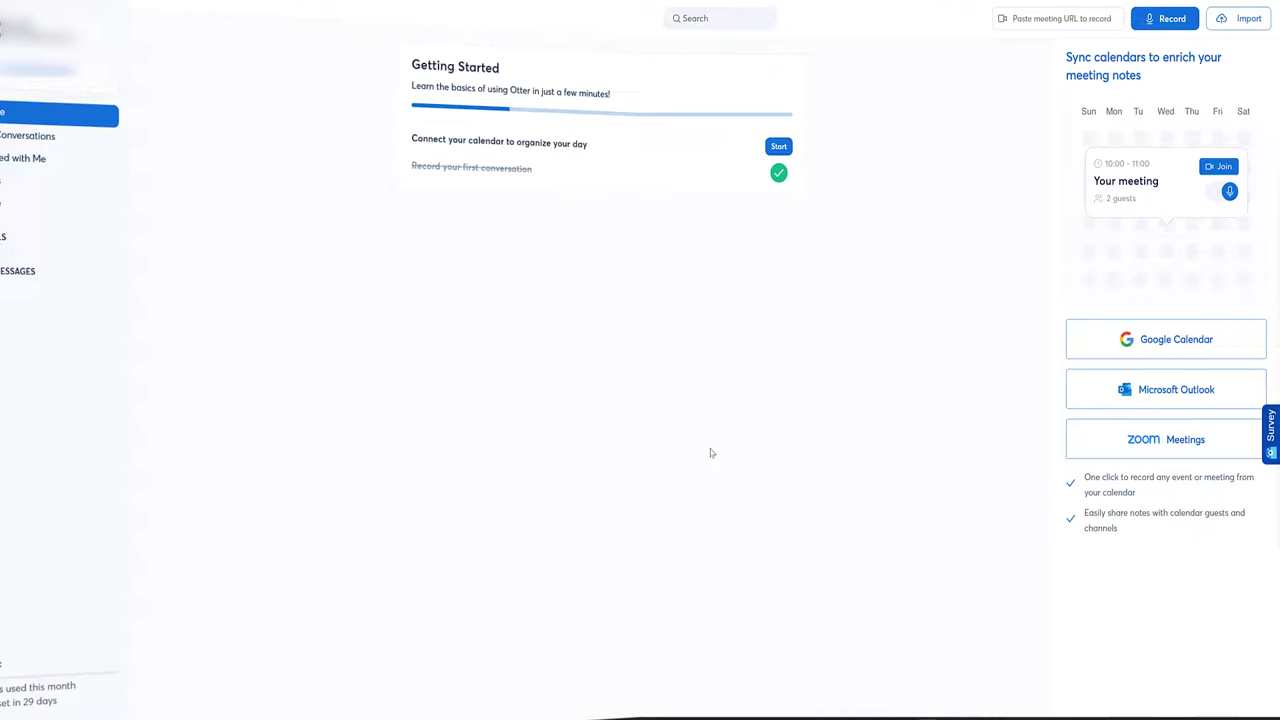 Search
Paste meeting URL to record
Record
Import
Getting Started
Learn the basics of using Otter in just a few minutes!
Connect your calendar to organize your day
Start
Record your first conversation
Conversations
ed with Me
ESSAGES
s used this month
set in 29 days
Sync calendars to enrich your
meeting notes
Sun Mon Tu Wed Thu Fri Sat
10:00 - 11:00
Join
Your meeting
2 guests
Google Calendar
Microsoft Outlook
zoom Meetings
One click to record any event or meeting from
your calendar
Easily share notes with calendar guests and
channels
Survey